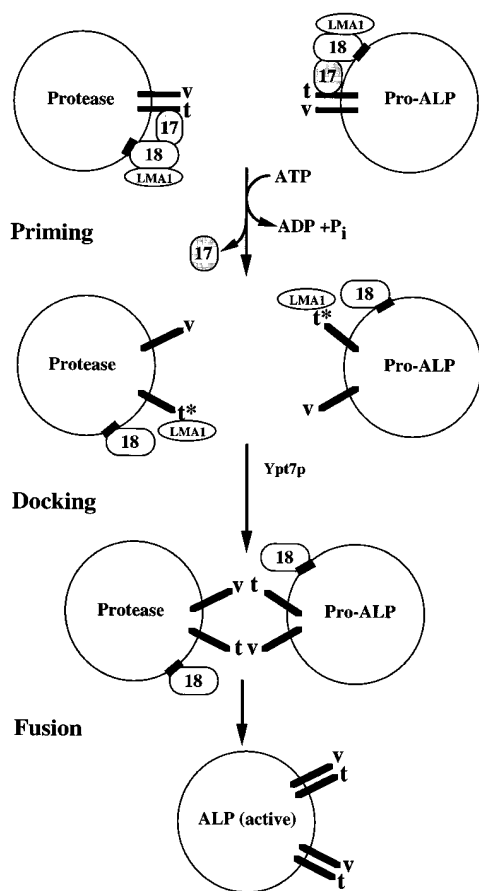 LMA1
18
17
t
v
Pro-ALP
Protease
v
t
17
18
LMA1
ATP
ADP +Pi
17
Priming
LMA1
18
t*
Pro-ALP
v
v
Protease
t*
18
LMA1
Ypt7p
Docking
18
v t
Protease
Pro-ALP
t v
18
Fusion
v
t
ALP (active)
v
t